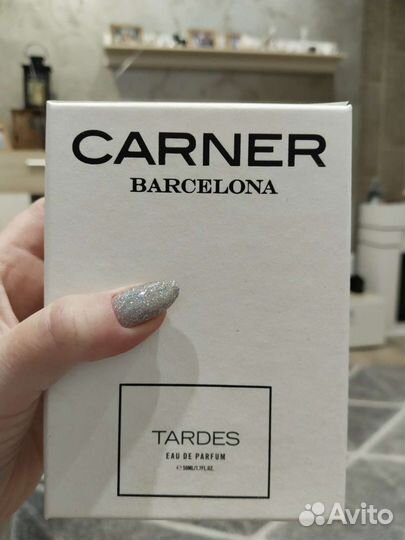 CARNER
BARCELONA
TARDES
EAU DE PARFUM
℮ 50ML/1.7FL.OZ.
Avito